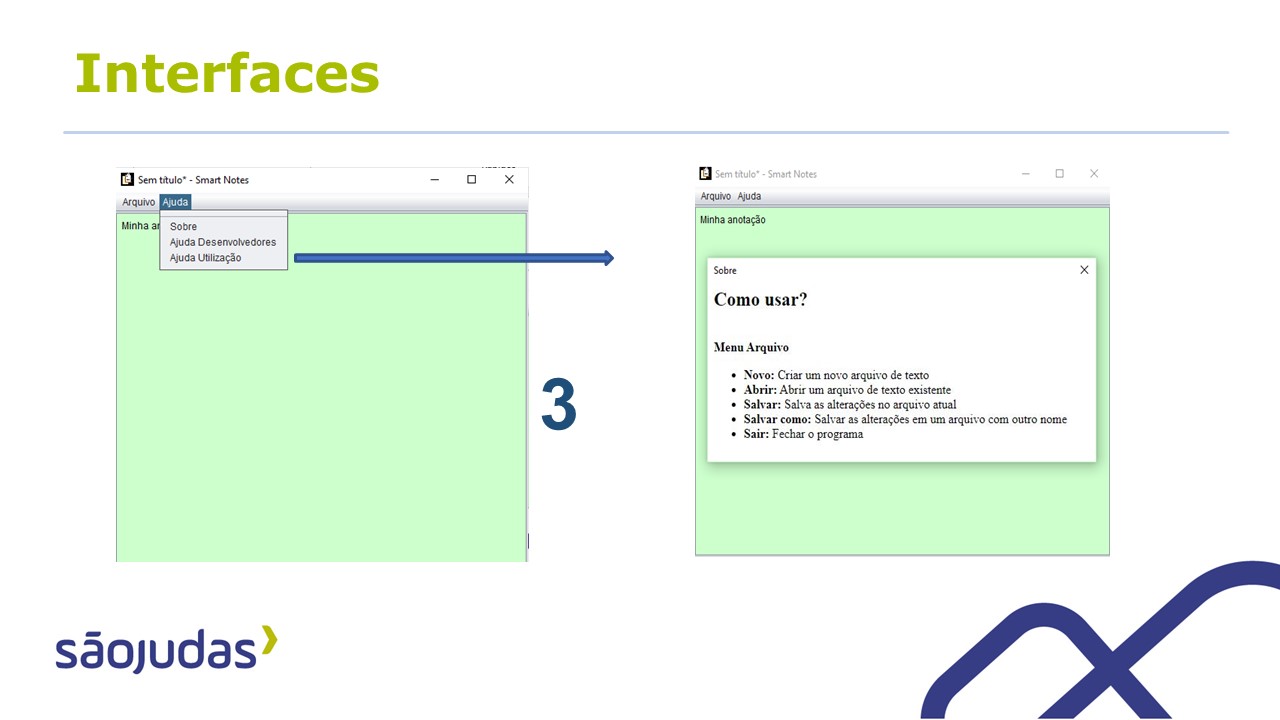 Interfaces
Sem título* - Smart Notes
Arquivo Ajuda
Minha ar
Sobre
Ajuda Desenvolvedores
Ajuda Utilização
3
Sem título* - Smart Notes
Arquivo Ajuda
Minha anotação
Sobre
Como usar?
Menu Arquivo
• Novo: Criar um novo arquivo de texto
• Abrir: Abrir um arquivo de texto existente
• Salvar: Salva as alterações no arquivo atual
• Salvar como: Salvar as alterações em um arquivo com outro nome
• Sair: Fechar o programa
sãojudas